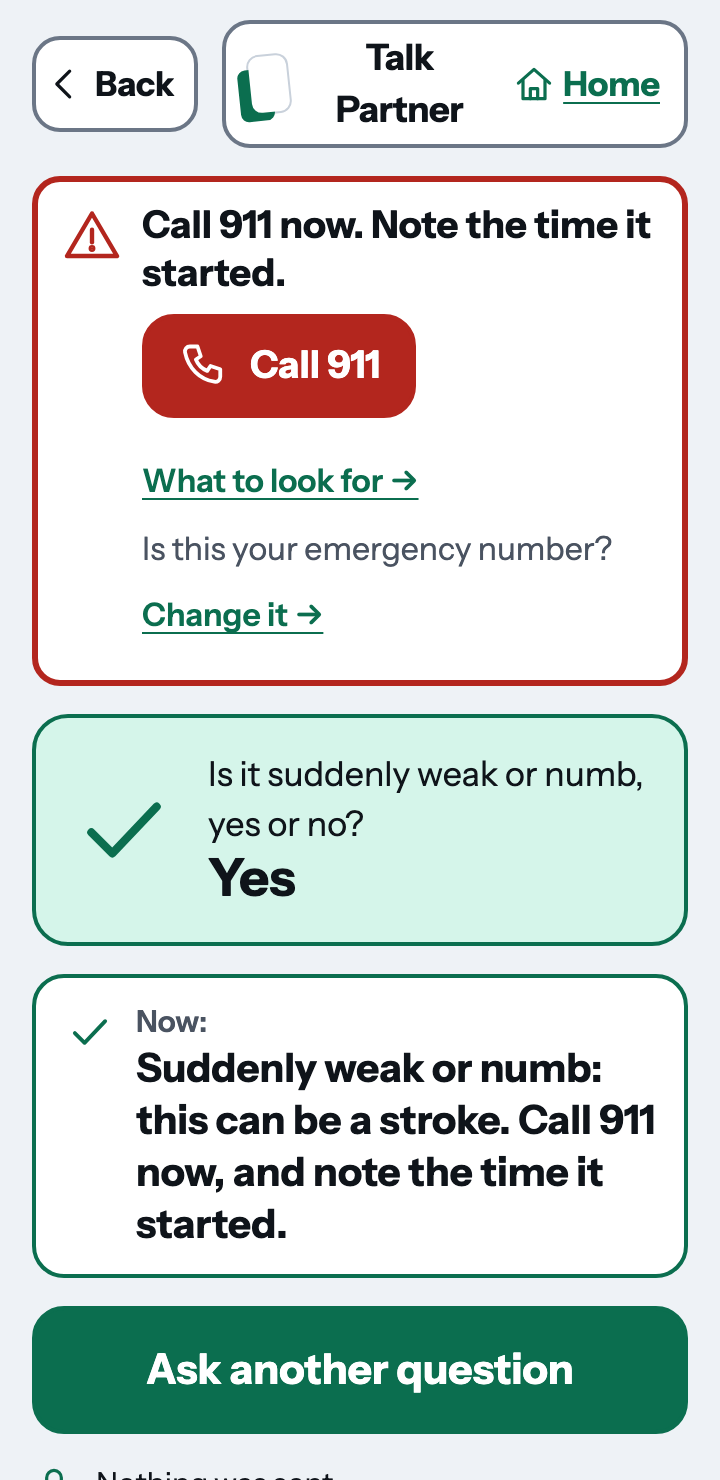 Back
Talk
Partner
Home
Call 911 now. Note the time it
started.
Call 911
What to look for →
Is this your emergency number?
Change it →
Is it suddenly weak or numb,
yes or no?
Yes
Now:
Suddenly weak or numb:
this can be a stroke. Call 911
now, and note the time it
started.
Ask another question
Nothing was sent